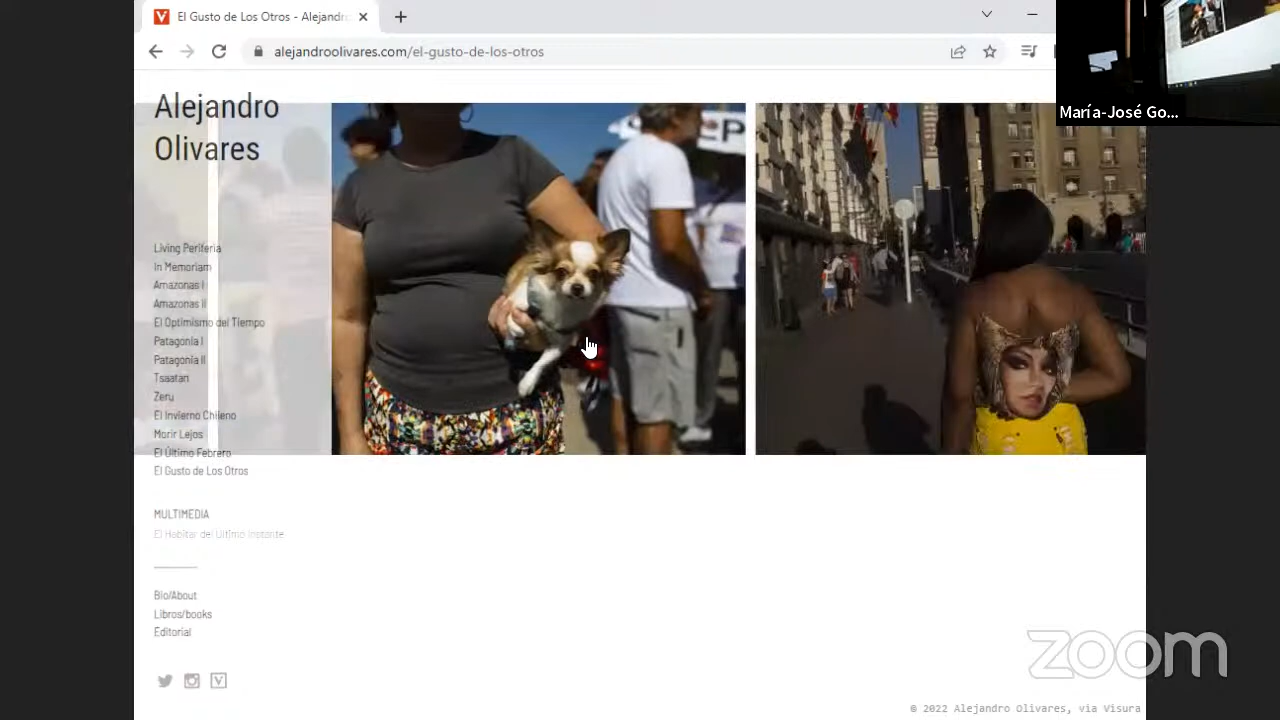 El Gusto de Los Otros - Alejandr
alejandroolivares.com/el-gusto-de-los-otros
María-José Go...
Alejandro
Olivares
Living Periferia
In Memoriam
Amazonas I
Amazonas II
El Optimismo del Tiempo
Patagonia I
Patagonia II
Tsaatan
Zeru
El Invierno Chileno
Morir Lejos
El Último Febrero
El Gusto de Los Otros
MULTIMEDIA
El Habitar del Ultimo Instante
Bio/About
Libros/books
Editorial
zoom
© 2022 Alejandro Olivares, via Visura